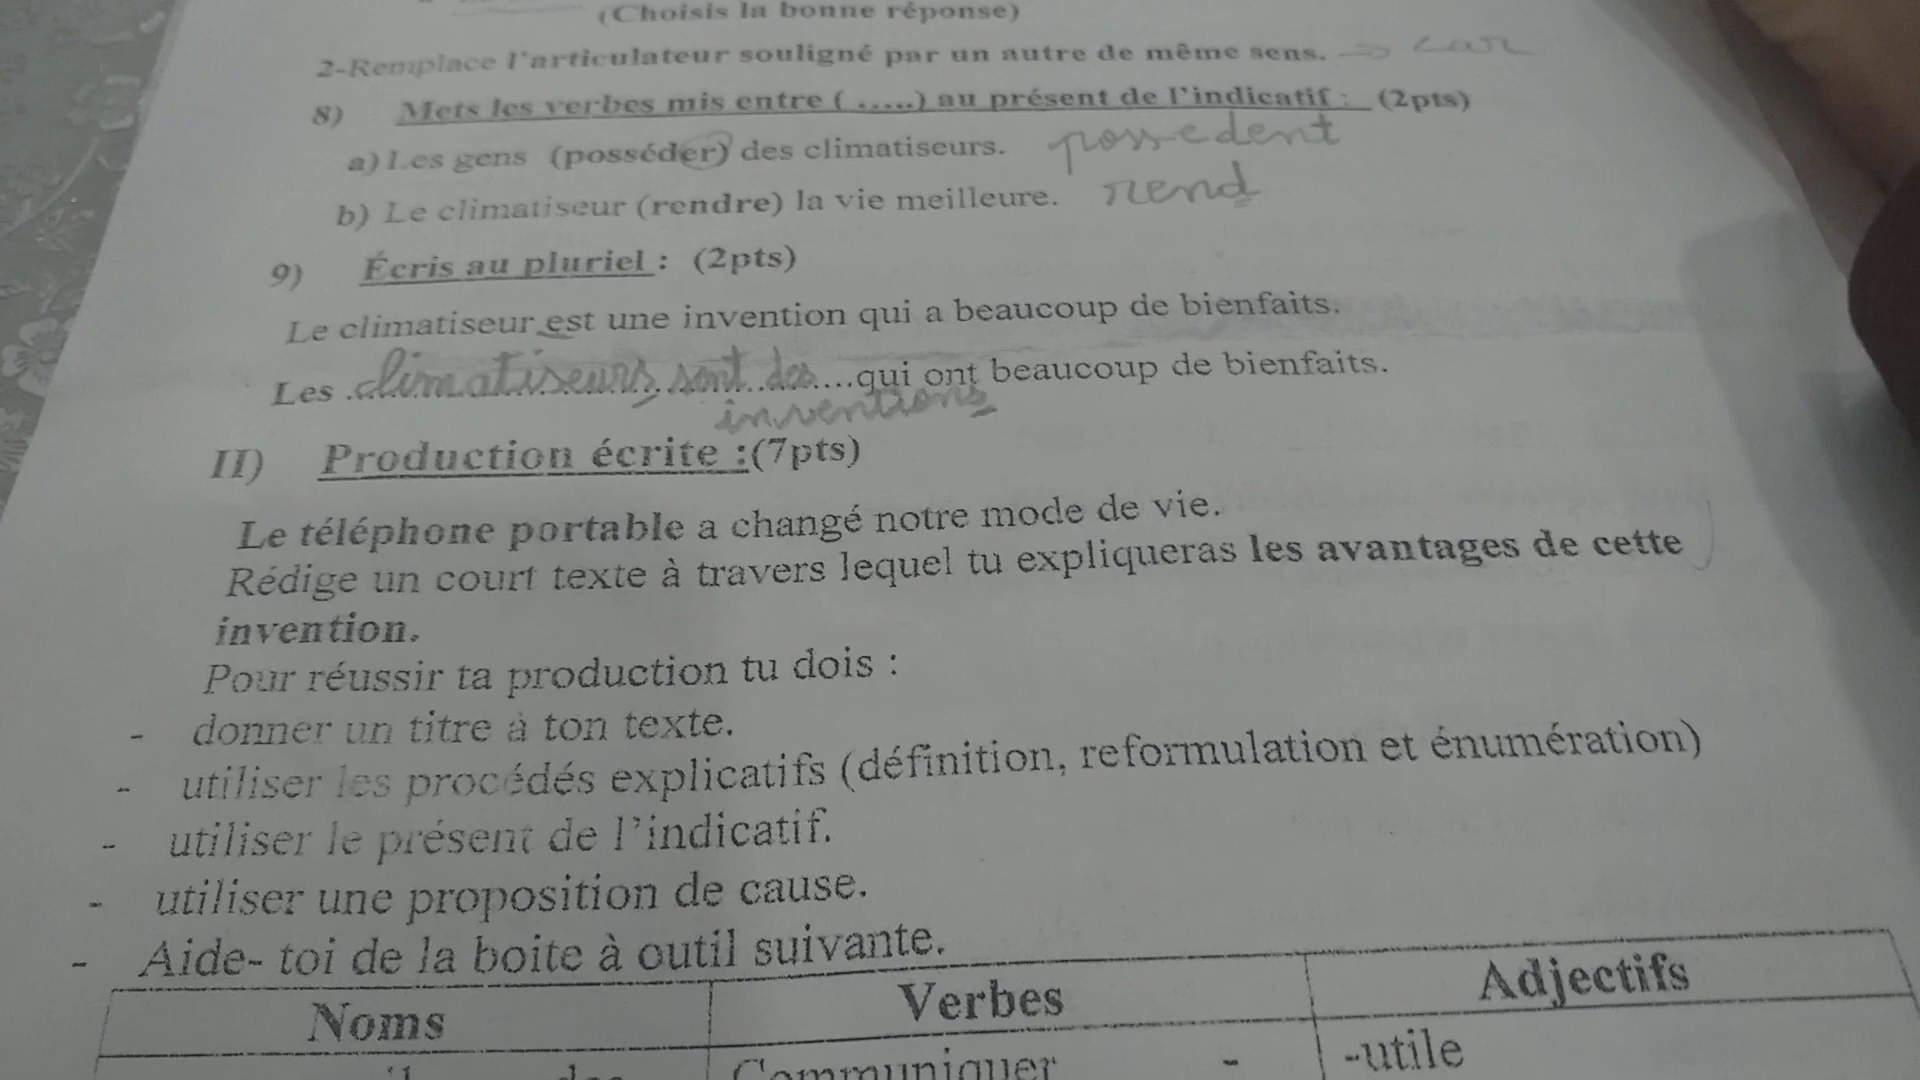 (Choisis la bonne réponse)
2-Remplace l'articulateur souligné par un autre de même sens. → car
8) Mets les verbes mis entre ( .....) au présent de l'indicatif : (2pts)
a) Les gens (posséder) des climatiseurs. possedent
b) Le climatiseur (rendre) la vie meilleure. rend
9) Écris au pluriel : (2pts)
Le climatiseur est une invention qui a beaucoup de bienfaits.
Les climatiseurs sont des ...qui ont beaucoup de bienfaits.
inventions
II) Production écrite :(7pts)
Le téléphone portable a changé notre mode de vie.
Rédige un court texte à travers lequel tu expliqueras les avantages de cette
invention.
Pour réussir ta production tu dois :
- donner un titre à ton texte.
- utiliser les procédés explicatifs (définition, reformulation et énumération)
- utiliser le présent de l'indicatif.
- utiliser une proposition de cause.
- Aide- toi de la boite à outil suivante.
Noms Verbes Adjectifs
Communiquer - -utile